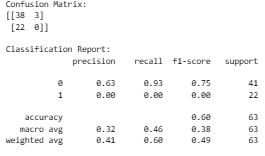 Confusion Matrix:
[[38  3]
 [22  0]]
Classification Report:
              precision    recall  f1-score   support
           0       0.63      0.93      0.75        41
           1       0.00      0.00      0.00        22
    accuracy                           0.60        63
   macro avg       0.32      0.46      0.38        63
weighted avg       0.41      0.60      0.49        63